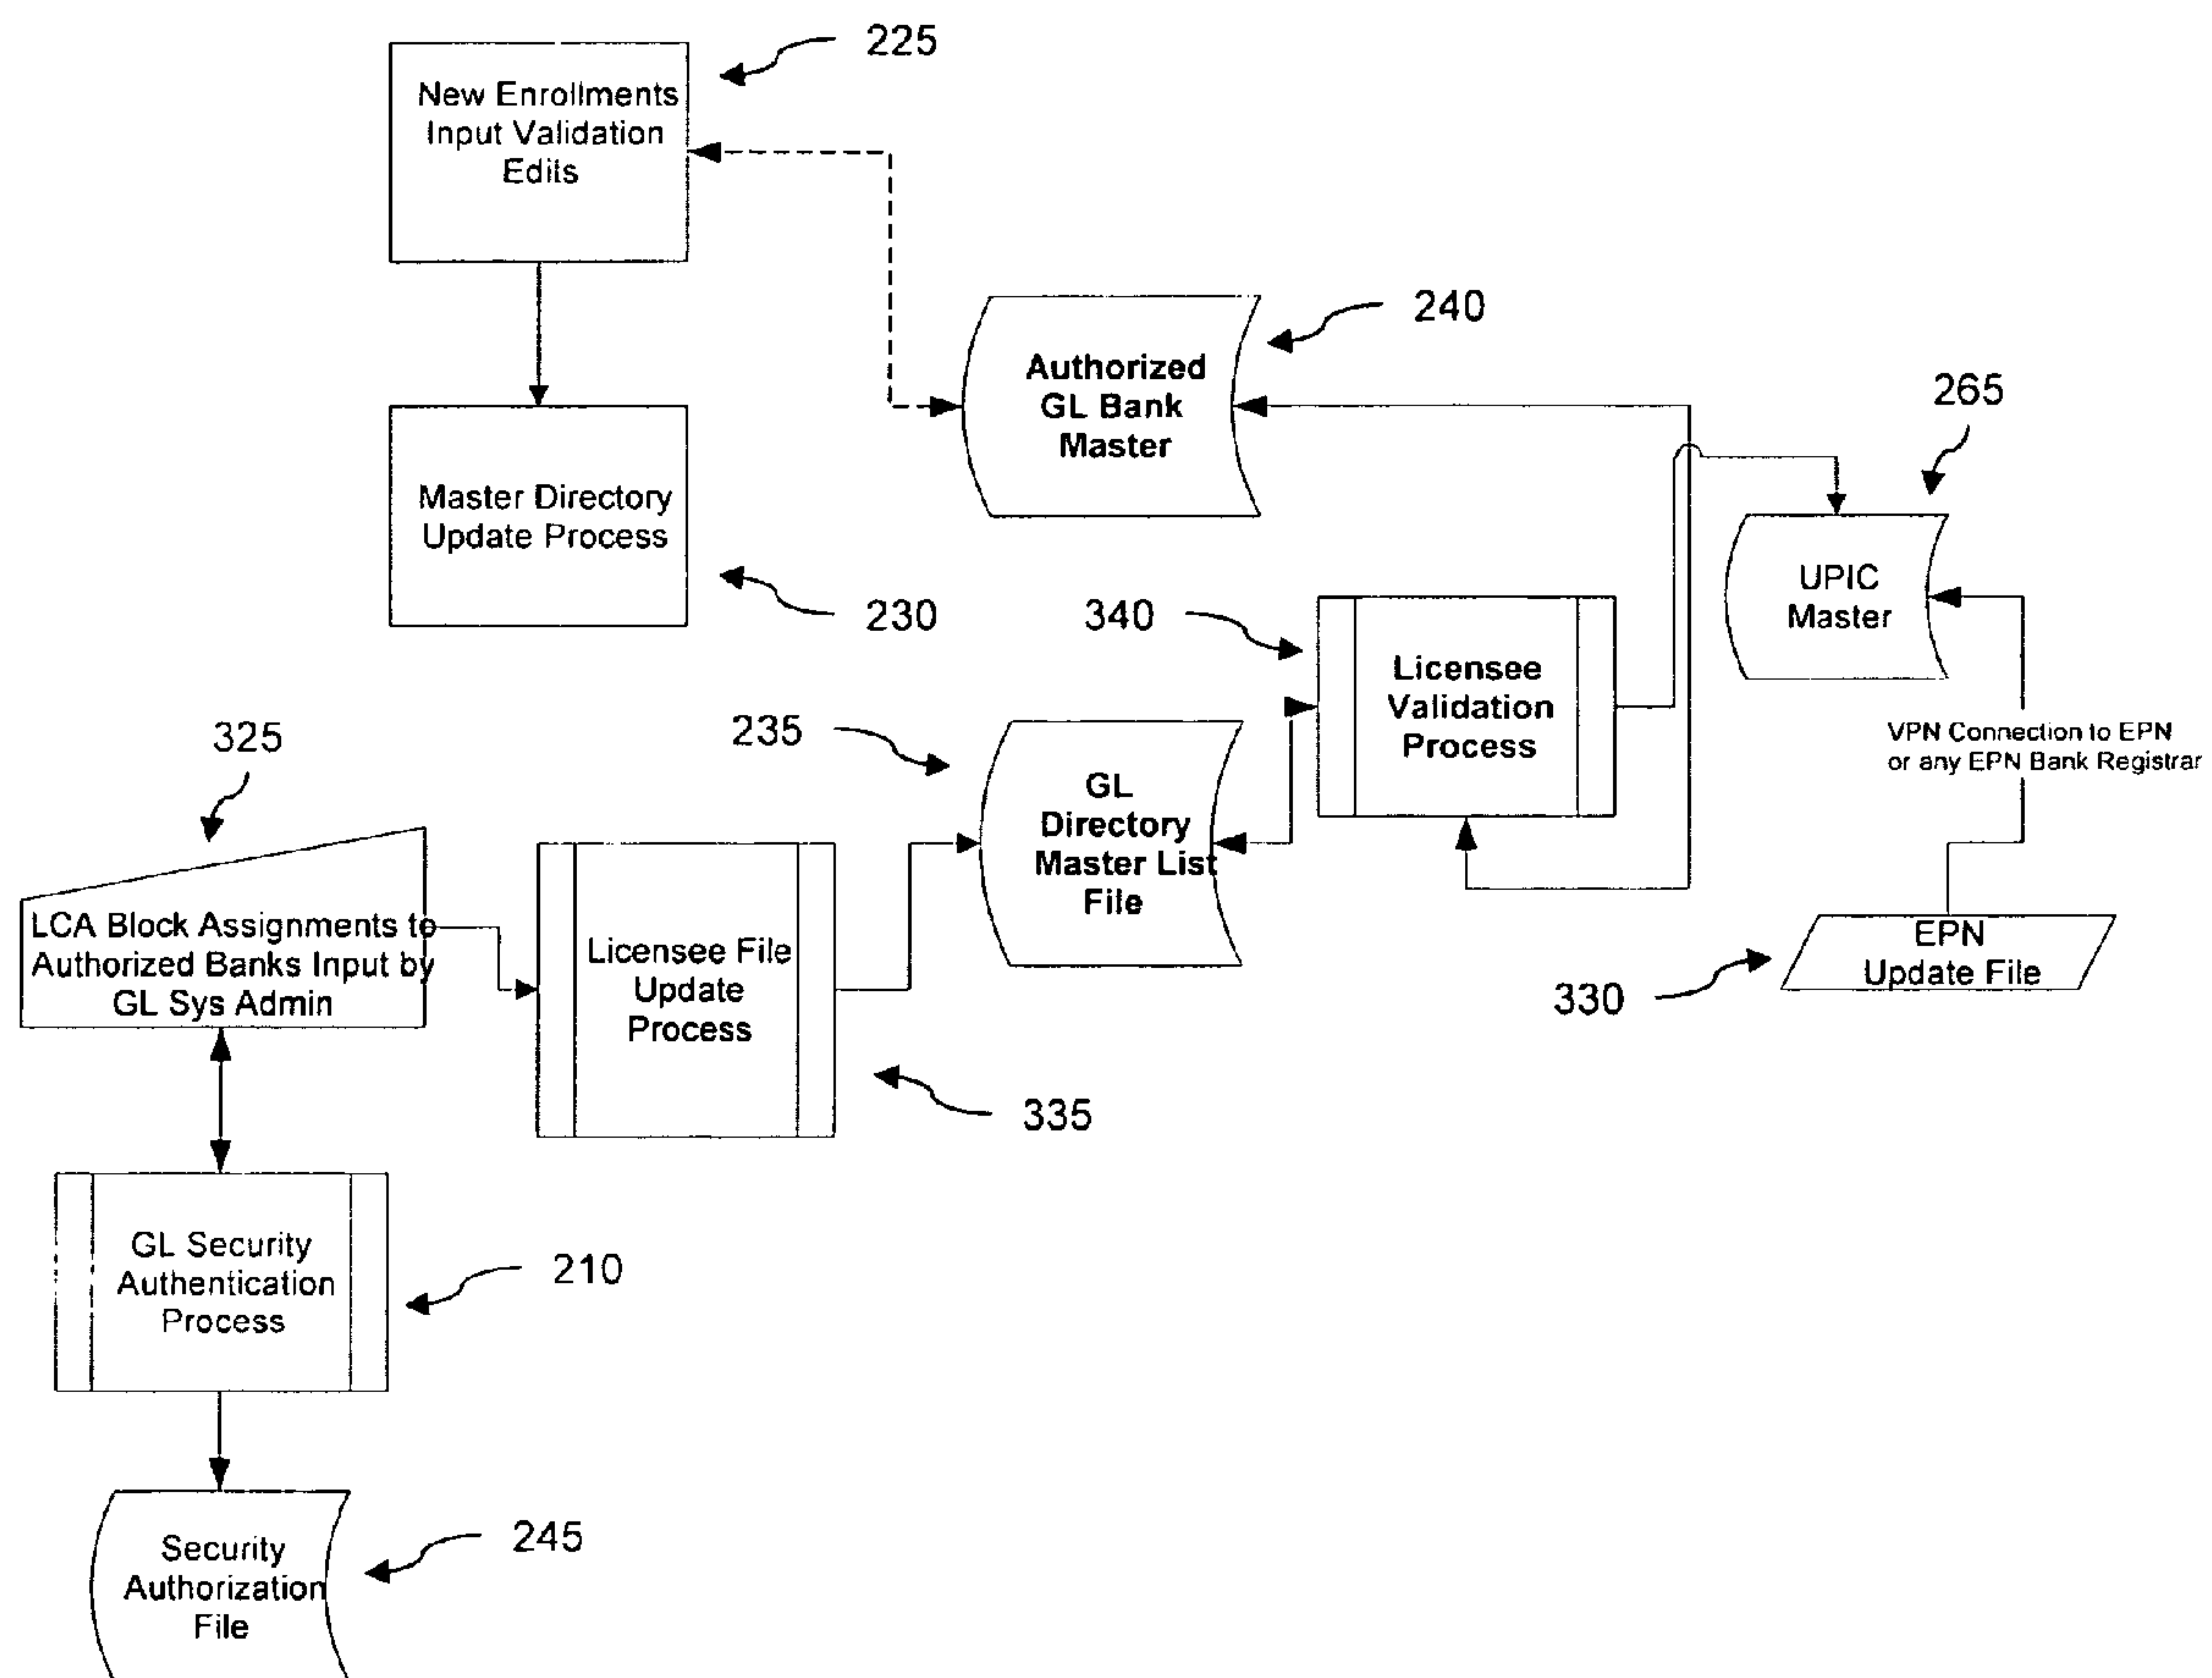 225
New Enrollments
Input Validation
Edits
240
Authorized
GL Bank
Master
265
Master Directory
Update Process
230
340
UPIC
Master
Licensee
Validation
Process
325
235
VPN Connection to EPN
or any EPN Bank Registrar
GL
Directory
Master List
File
LCA Block Assignments to
Authorized Banks Input by
GL Sys Admin
Licensee File
Update
Process
EPN
Update File
330
335
GL Security
Authentication
Process
210
Security
Authorization
File
245